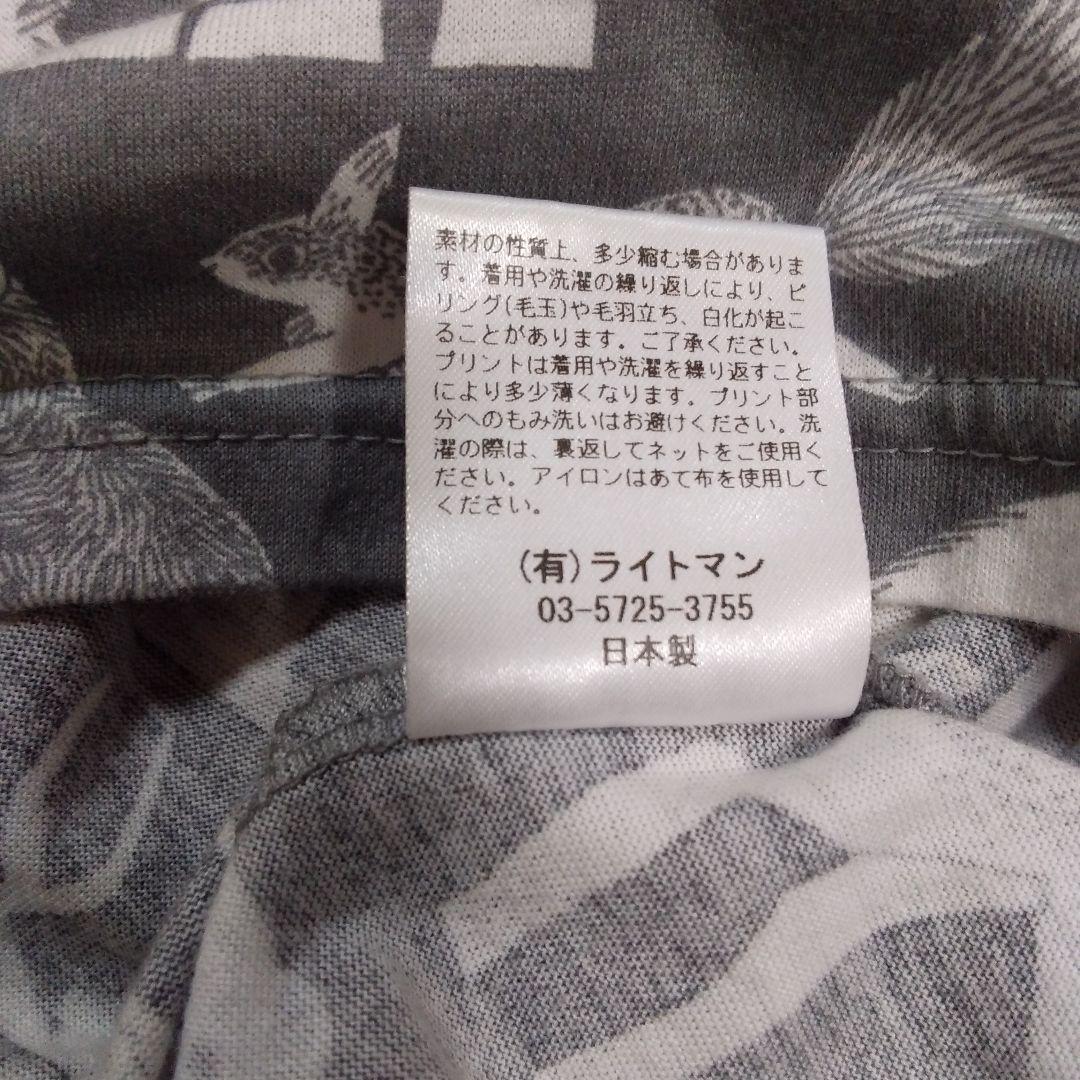 素材の性質上、多少縮む場合がありま
す。着用や洗濯の繰り返しにより、ピ
リング(毛玉)や毛羽立ち、白化が起こ
ることがあります。ご了承ください。
プリントは着用や洗濯を繰り返すこと
により多少薄くなります。プリント部
分へのもみ洗いはお避けください。洗
濯の際は、裏返してネットをご使用く
ださい。アイロンはあて布を使用して
ください。
(有)ライトマン
03-5725-3755
日本製